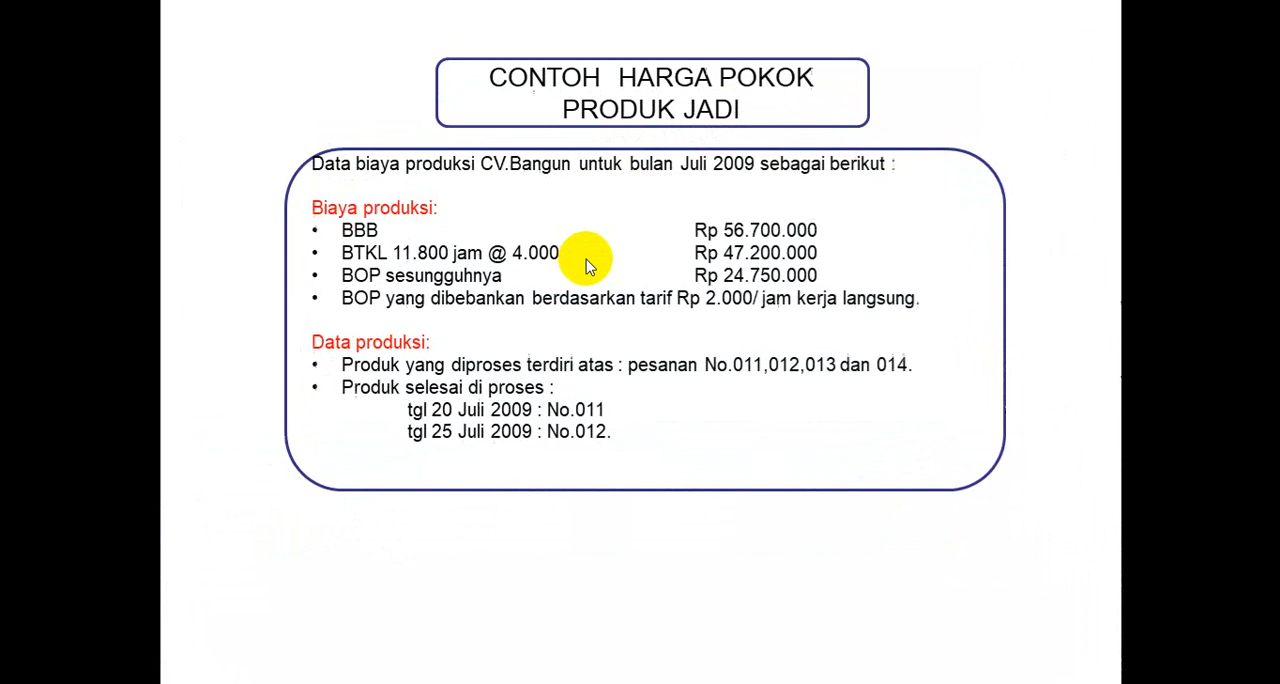 CONTOH HARGA POKOK
PRODUK JADI
Data biaya produksi CV.Bangun untuk bulan Juli 2009 sebagai berikut :
Biaya produksi:
• BBB Rp 56.700.000
• BTKL 11.800 jam @ 4.000 Rp 47.200.000
• BOP sesungguhnya Rp 24.750.000
• BOP yang dibebankan berdasarkan tarif Rp 2.000/ jam kerja langsung.
Data produksi:
• Produk yang diproses terdiri atas : pesanan No.011,012,013 dan 014.
• Produk selesai di proses :
tgl 20 Juli 2009 : No.011
tgl 25 Juli 2009 : No.012.